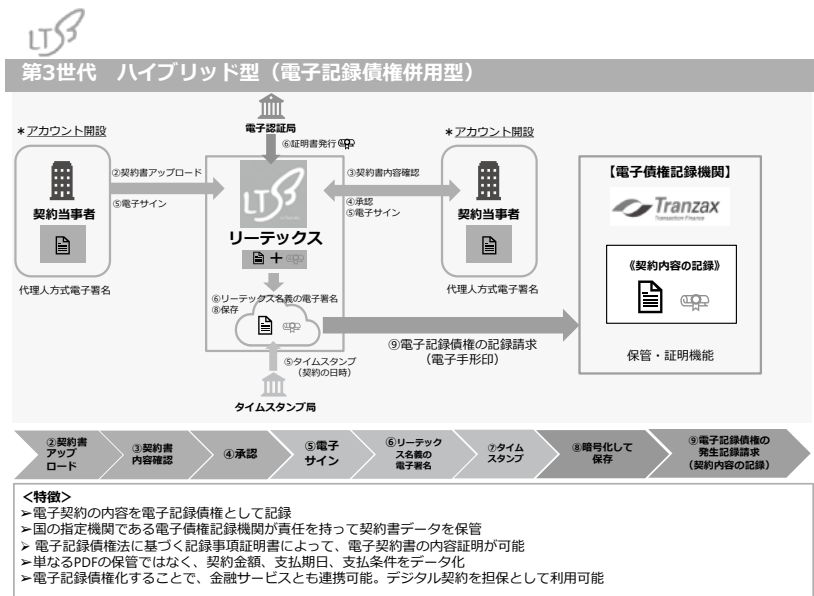 LTS
第3世代 ハイブリッド型（電子記録債権併用型）
電子認証局
＊アカウント開設
＊アカウント開設
⑥証明書発行
②契約書アップロード
③契約書内容確認
【電子債権記録機関】
⑤電子サイン
④承認
⑤電子サイン
LTS
Tranzax
Transaction Finance
契約当事者
契約当事者
リーテックス
＋
《契約内容の記録》
代理人方式電子署名
代理人方式電子署名
⑥リーテックス名義の電子署名
⑧保存
⑨電子記録債権の記録請求
（電子手形印）
保管・証明機能
⑤タイムスタンプ
（契約の日時）
タイムスタンプ局
②契約書
アップ
ロード
③契約書
内容確認
④承認
⑤電子
サイン
⑥リーテック
ス名義の
電子署名
⑦タイム
スタンプ
⑧暗号化して
保存
⑨電子記録債権の
発生記録請求
（契約内容の記録）
＜特徴＞
➢電子契約の内容を電子記録債権として記録
➢国の指定機関である電子債権記録機関が責任を持って契約書データを保管
➢ 電子記録債権法に基づく記録事項証明書によって、電子契約書の内容証明が可能
➢単なるPDFの保管ではなく、契約金額、支払期日、支払条件をデータ化
➢電子記録債権化することで、金融サービスとも連携可能。デジタル契約を担保として利用可能